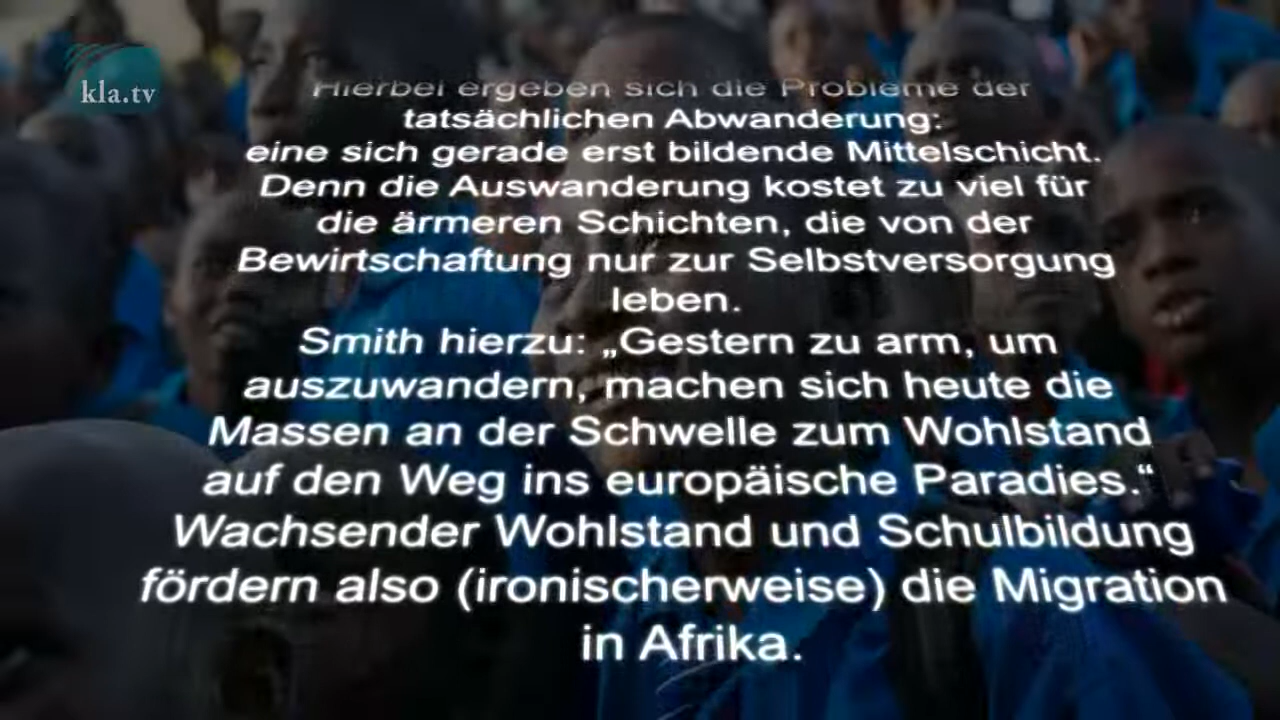 kla.tv
Hierbei ergeben sich die Probleme der
tatsächlichen Abwanderung:
eine sich gerade erst bildende Mittelschicht.
Denn die Auswanderung kostet zu viel für
die ärmeren Schichten, die von der
Bewirtschaftung nur zur Selbstversorgung
leben.
Smith hierzu: „Gestern zu arm, um
auszuwandern, machen sich heute die
Massen an der Schwelle zum Wohlstand
auf den Weg ins europäische Paradies.“
Wachsender Wohlstand und Schulbildung
fördern also (ironischerweise) die Migration
in Afrika.